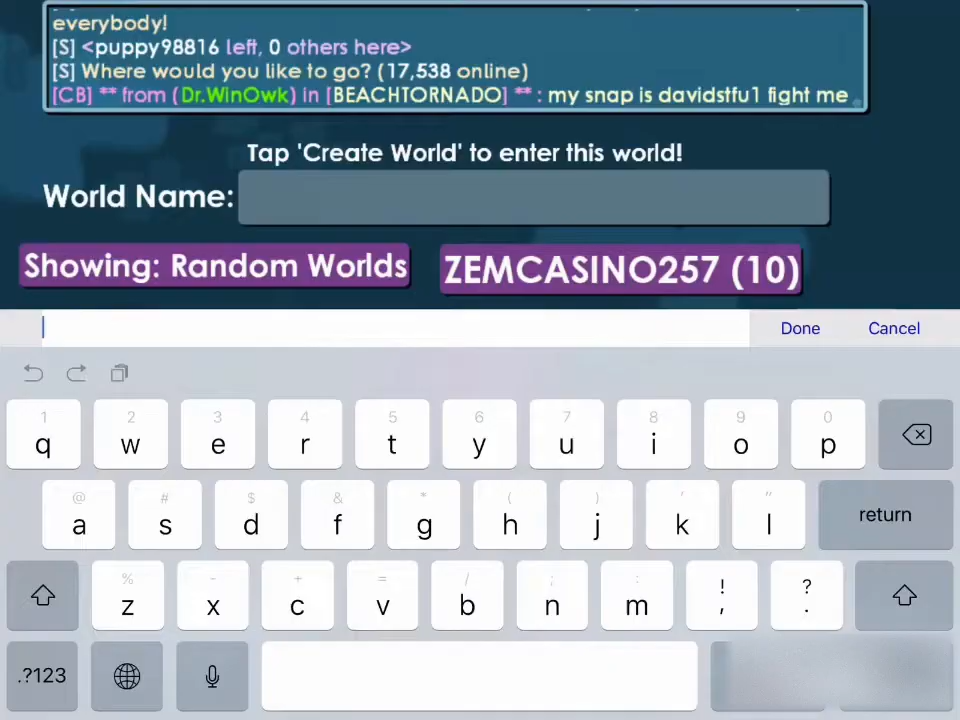 everybody!
[S] <puppy98816 left, 0 others here>
[S] Where would you like to go? (17,538 online)
[CB] ** from (Dr.WinOwk) in [BEACHTORNADO] ** : my snap is davidstfu1 fight me
Tap 'Create World' to enter this world!
World Name:
Showing: Random Worlds
ZEMCASINO257 (10)
Done Cancel
1 2 3 4 5 6 7 8 9 0
q w e r t y u i o p
@ # $ & * ( ) ' "
a s d f g h j k l return
% - + = / ; : ! ?
z x c v b n m , .
.?123